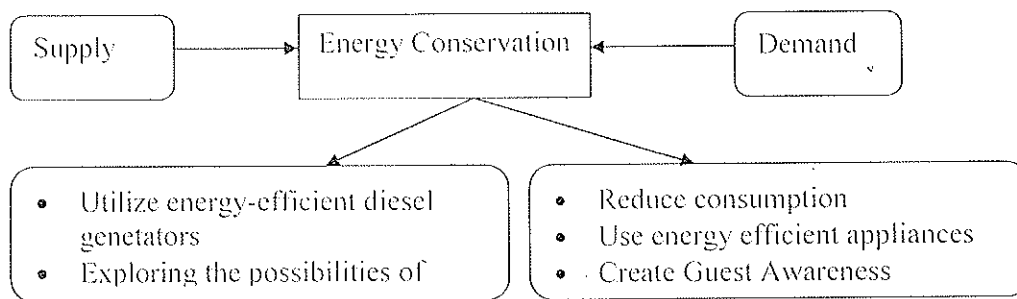 Supply
Energy Conservation
Demand
• Utilize energy-efficient diesel
genetators
• Exploring the possibilities of
• Reduce consumption
• Use energy efficient appliances
• Create Guest Awareness